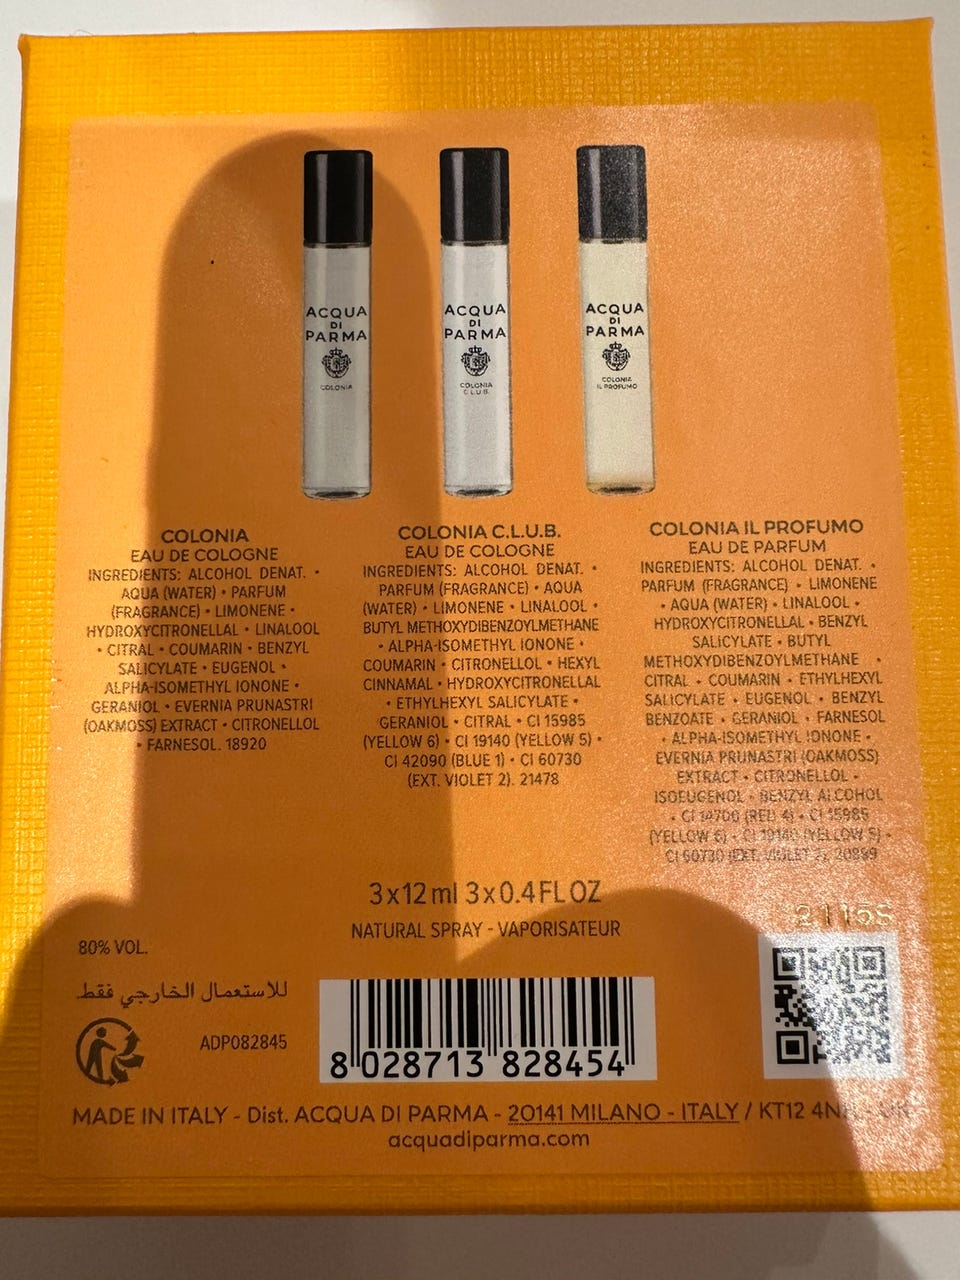 ACQUA
DI
PARMA
COLONIA
ACQUA
DI
PARMA
COLONIA
C.L.U.B.
ACQUA
DI
PARMA
COLONIA
IL PROFUMO
COLONIA
EAU DE COLOGNE
INGREDIENTS: ALCOHOL DENAT. •
AQUA (WATER) • PARFUM
(FRAGRANCE) • LIMONENE •
HYDROXYCITRONELLAL • LINALOOL
• CITRAL • COUMARIN • BENZYL
SALICYLATE • EUGENOL •
ALPHA-ISOMETHYL IONONE •
GERANIOL • EVERNIA PRUNASTRI
(OAKMOSS) EXTRACT • CITRONELLOL
• FARNESOL. 18920
COLONIA C.L.U.B.
EAU DE COLOGNE
INGREDIENTS: ALCOHOL DENAT. •
PARFUM (FRAGRANCE) • AQUA
(WATER) • LIMONENE • LINALOOL •
BUTYL METHOXYDIBENZOYLMETHANE
• ALPHA-ISOMETHYL IONONE •
COUMARIN • CITRONELLOL • HEXYL
CINNAMAL • HYDROXYCITRONELLAL
• ETHYLHEXYL SALICYLATE •
GERANIOL • CITRAL • CI 15985
(YELLOW 6) • CI 19140 (YELLOW 5) •
CI 42090 (BLUE 1) • CI 60730
(EXT. VIOLET 2). 21478
COLONIA IL PROFUMO
EAU DE PARFUM
INGREDIENTS: ALCOHOL DENAT. •
PARFUM (FRAGRANCE) • LIMONENE
• AQUA (WATER) • LINALOOL •
HYDROXYCITRONELLAL • BENZYL
SALICYLATE • BUTYL
METHOXYDIBENZOYLMETHANE •
CITRAL • COUMARIN • ETHYLHEXYL
SALICYLATE • EUGENOL • BENZYL
BENZOATE • GERANIOL • FARNESOL
• ALPHA-ISOMETHYL IONONE •
EVERNIA PRUNASTRI (OAKMOSS)
EXTRACT • CITRONELLOL •
ISOEUGENOL • BENZYL ALCOHOL
• CI 14700 (RED 4) • CI 15985
(YELLOW 6) • CI 19140 (YELLOW 5) •
CI 60730 (EXT. VIOLET 2). 20889
3x12 ml 3x0.4 FL OZ
NATURAL SPRAY - VAPORISATEUR
21158
80% VOL.
للاستعمال الخارجي فقط.
ADP082845
8 028713 828454
MADE IN ITALY - Dist. ACQUA DI PARMA - 20141 MILANO - ITALY / KT12
acquadiparma.com